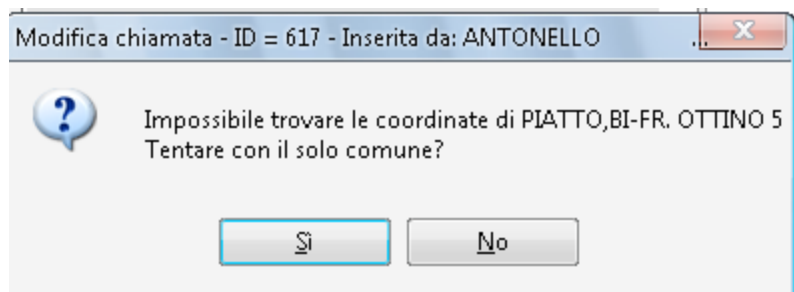 Modifica chiamata - ID = 617 - Inserita da: ANTONELLO ...
Impossibile trovare le coordinate di PIATTO,BI-FR. OTTINO 5
Tentare con il solo comune?
Sì No